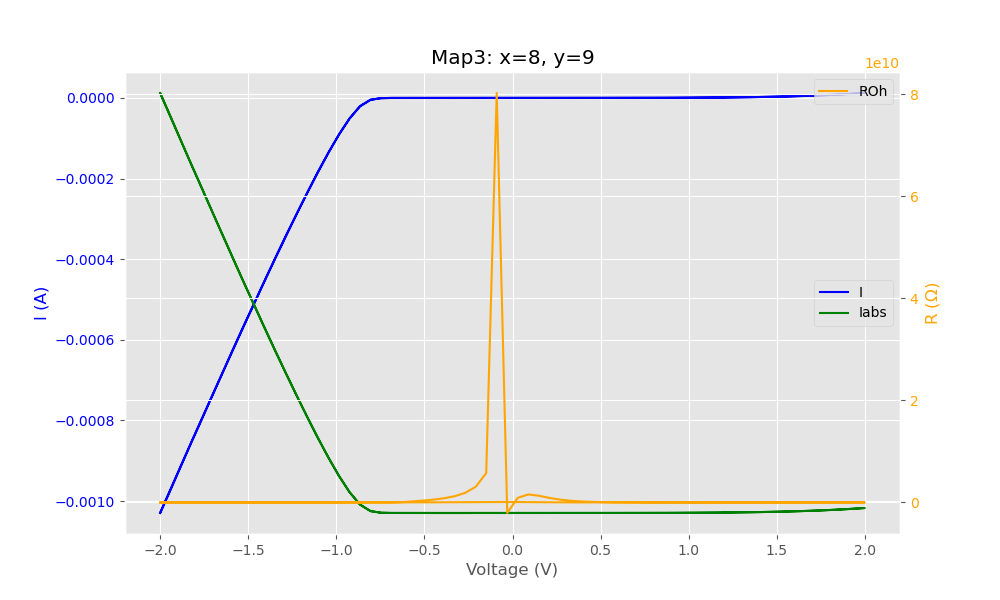 Map3: x=8, y=9
1e10
0.0000
−0.0002
−0.0004
−0.0006
−0.0008
−0.0010
I (A)
ROh
I
Iabs
8
6
4
2
0
R (Ω)
−2.0
−1.5
−1.0
−0.5
0.0
0.5
1.0
1.5
2.0
Voltage (V)